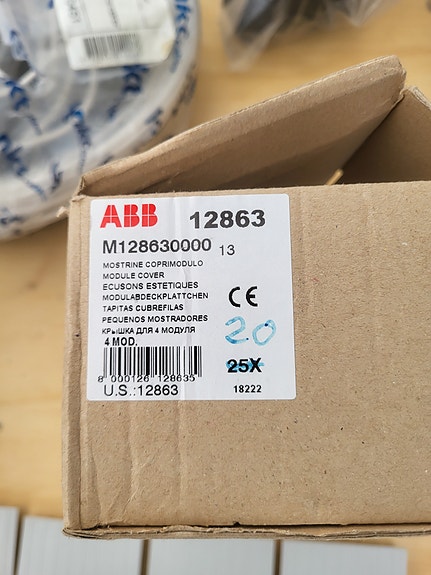 ABB 12863
M128630000 13
MOSTRINE COPRIMODULO
MODULE COVER
ECUSONS ESTETIQUES
MODULABDECKPLATTCHEN
TAPITAS CUBREFILAS
PEQUENOS MOSTRADORES
КРЫШКА ДЛЯ 4 МОДУЛЯ
4 MOD.
CE
20
25X
8 000126 128635
18222
U.S.:12863